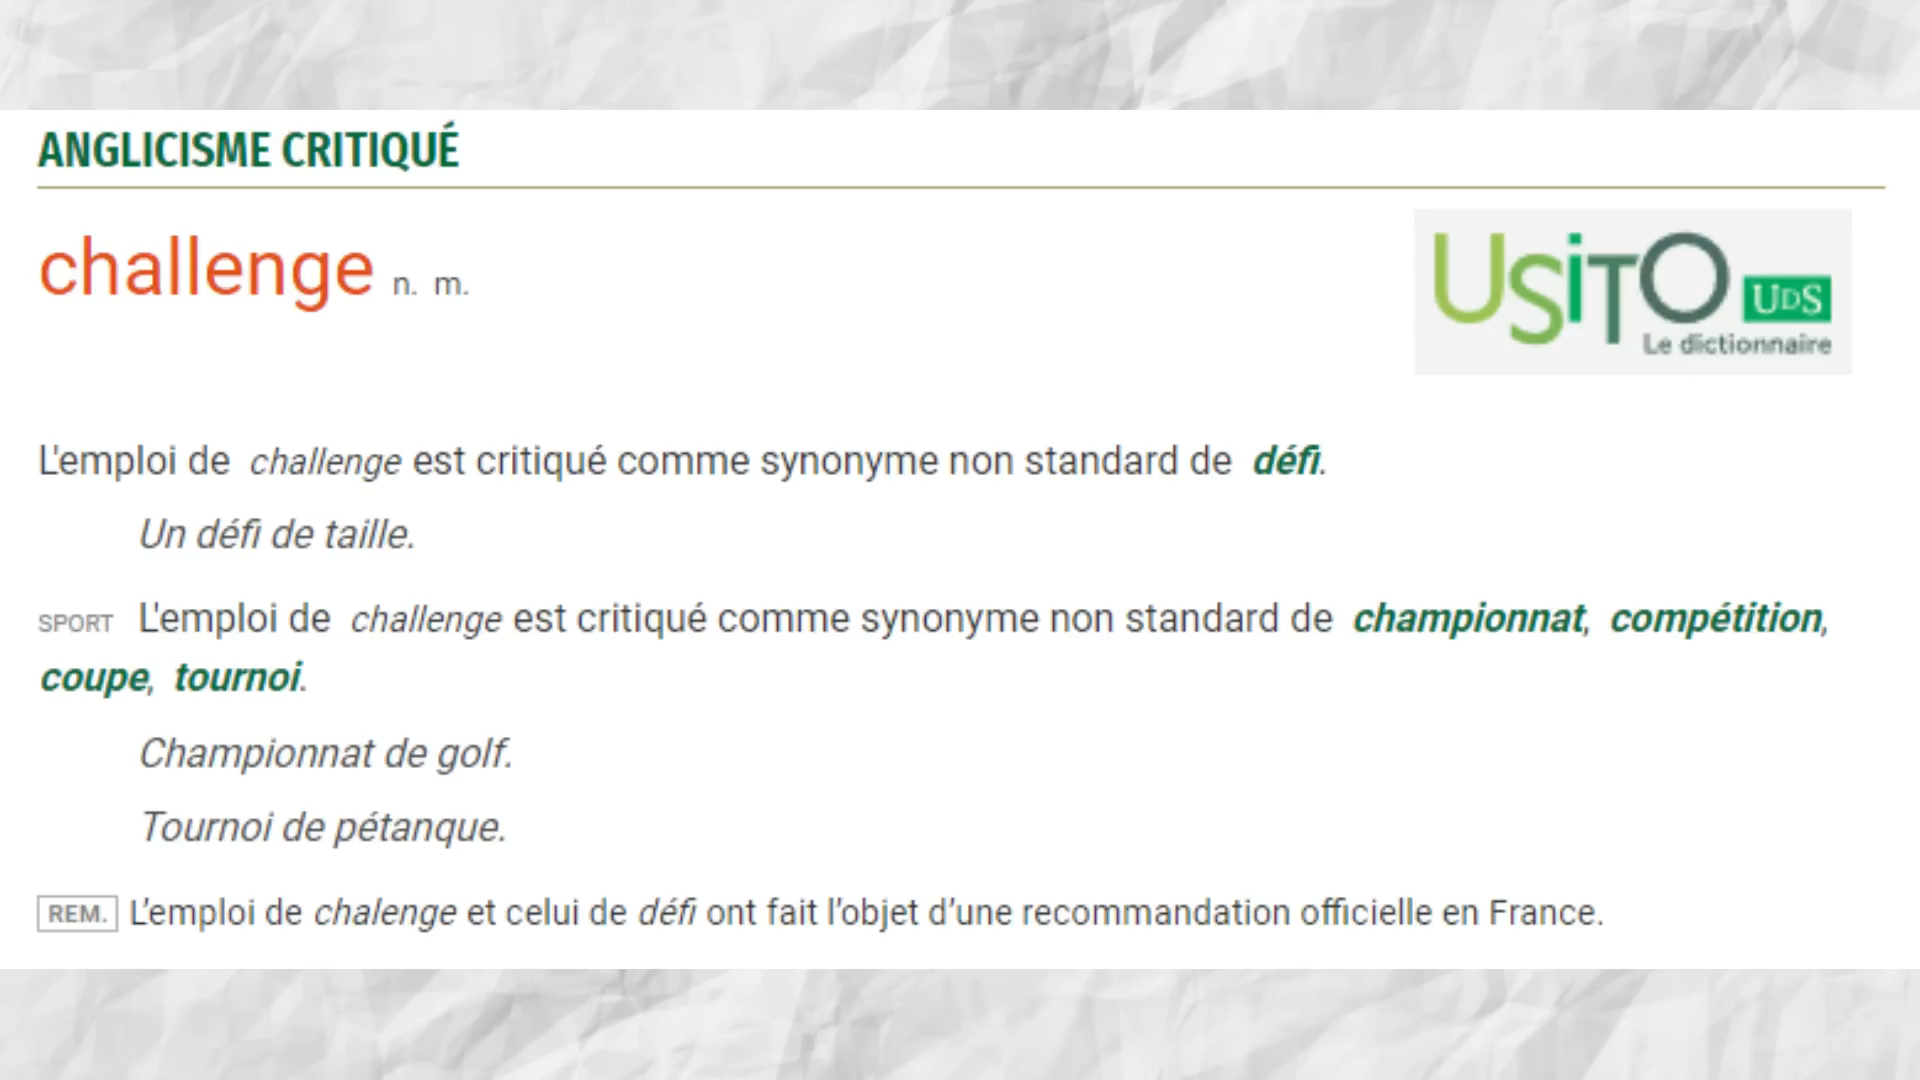 ANGLICISME CRITIQUÉ
challenge n. m.
USiTO UDS
Le dictionnaire
L'emploi de challenge est critiqué comme synonyme non standard de défi.
Un défi de taille.
SPORT L'emploi de challenge est critiqué comme synonyme non standard de championnat, compétition,
coupe, tournoi.
Championnat de golf.
Tournoi de pétanque.
REM. L’emploi de chalenge et celui de défi ont fait l’objet d’une recommandation officielle en France.